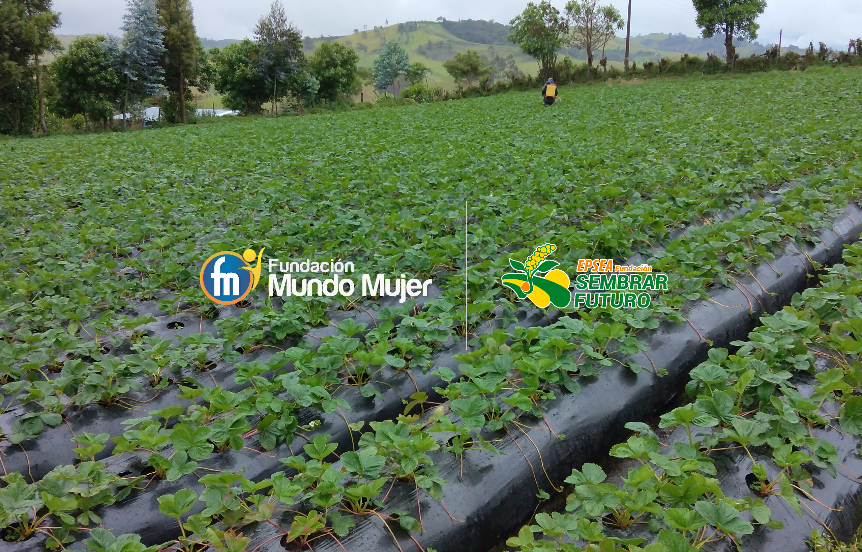 fm
Fundación
Mundo Mujer
EPSEA Fundación
SEMBRAR
FUTURO